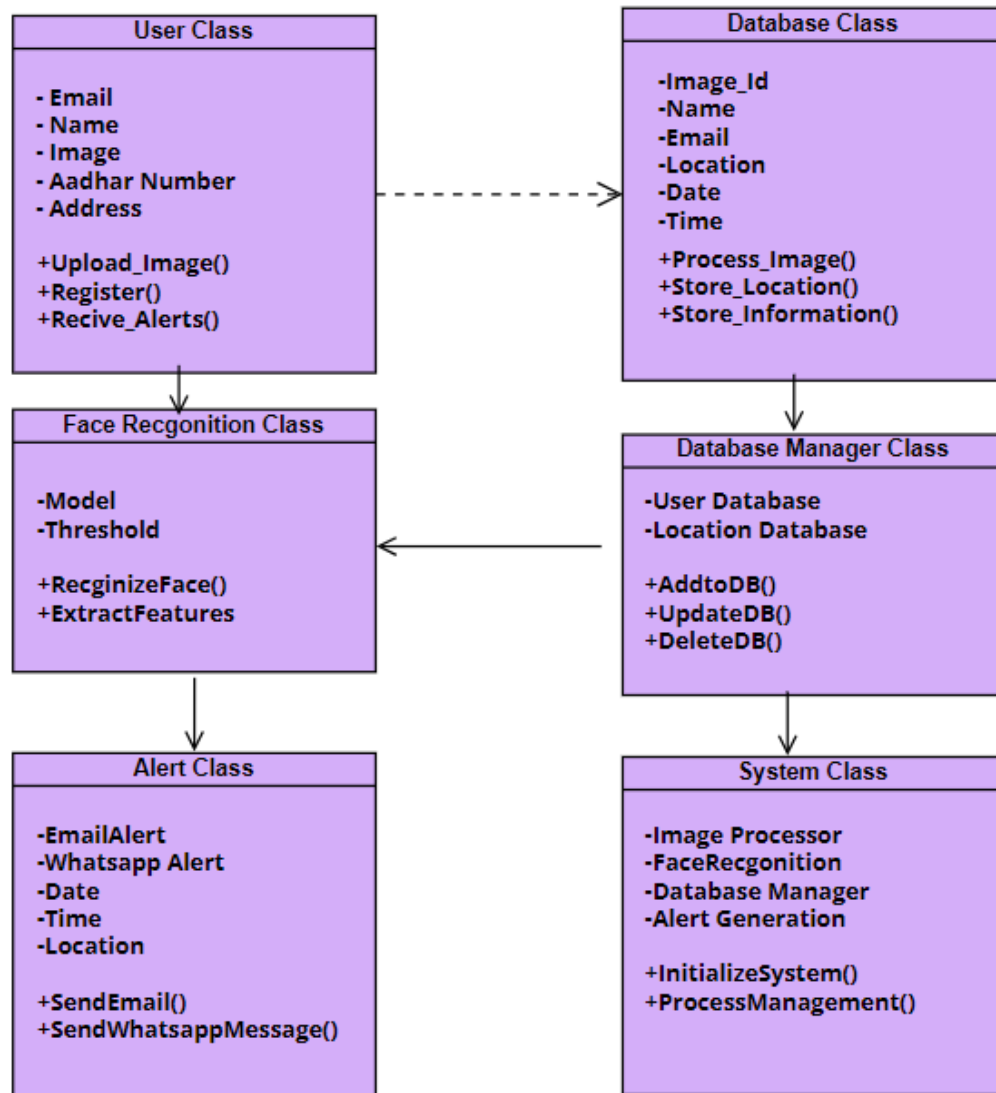 User Class
- Email
- Name
- Image
- Aadhar Number
- Address
+Upload_Image()
+Register()
+Recive_Alerts()
Database Class
-Image_Id
-Name
-Email
-Location
-Date
-Time
+Process_Image()
+Store_Location()
+Store_Information()
Face Recgonition Class
-Model
-Threshold
+RecginizeFace()
+ExtractFeatures
Database Manager Class
-User Database
-Location Database
+AddtoDB()
+UpdateDB()
+DeleteDB()
Alert Class
-EmailAlert
-Whatsapp Alert
-Date
-Time
-Location
+SendEmail()
+SendWhatsappMessage()
System Class
-Image Processor
-FaceRecgonition
-Database Manager
-Alert Generation
+InitializeSystem()
+ProcessManagement()